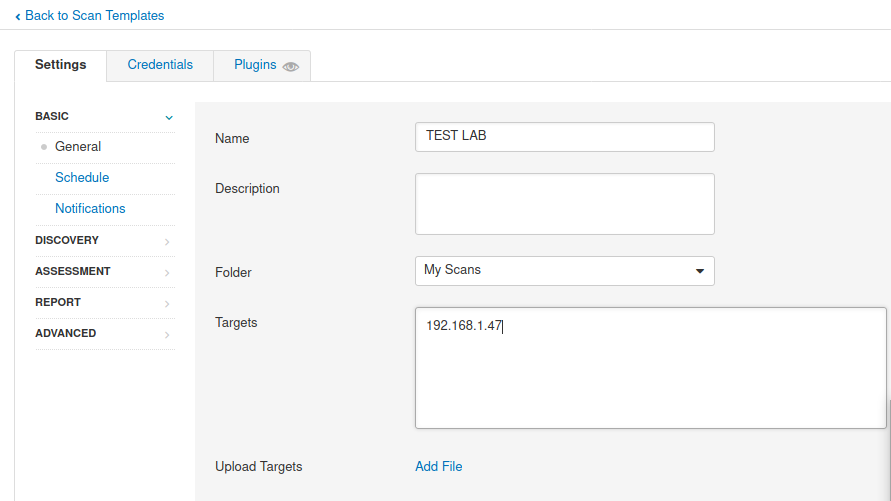 Back to Scan Templates
Settings Credentials Plugins
BASIC
General
Schedule
Notifications
DISCOVERY
ASSESSMENT
REPORT
ADVANCED
Name TEST LAB
Description
Folder My Scans
Targets 192.168.1.47
Upload Targets Add File